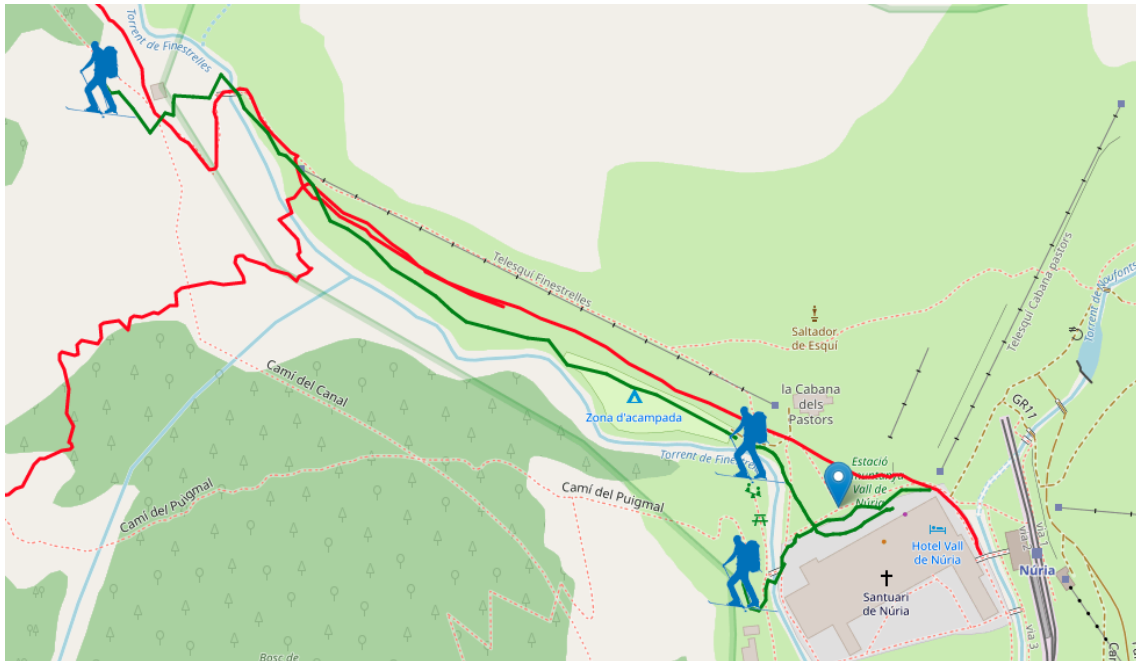 Torrent de Finestrelles
Telesquí Finestrelles
Telesquí Cabana pastors
Torrent de Noufonts
Saltador
de Esquí
la Cabana
dels
Pastors
GR11
Camí del Canal
Zona d'acampada
Torrent de
Estació
Vall de
Núria
Camí del Puigmal
Camí del Puigmal
Hotel Vall
de Núria
via 1
via 2
Núria
Santuari
de Núria
via 3
Bosc de